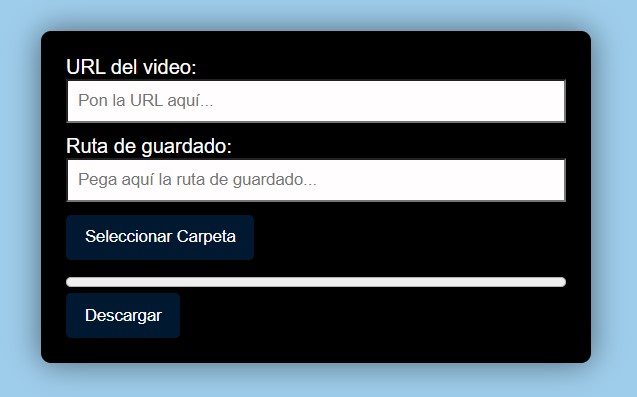 URL del video:
Pon la URL aquí...
Ruta de guardado:
Pega aquí la ruta de guardado...
Seleccionar Carpeta
Descargar